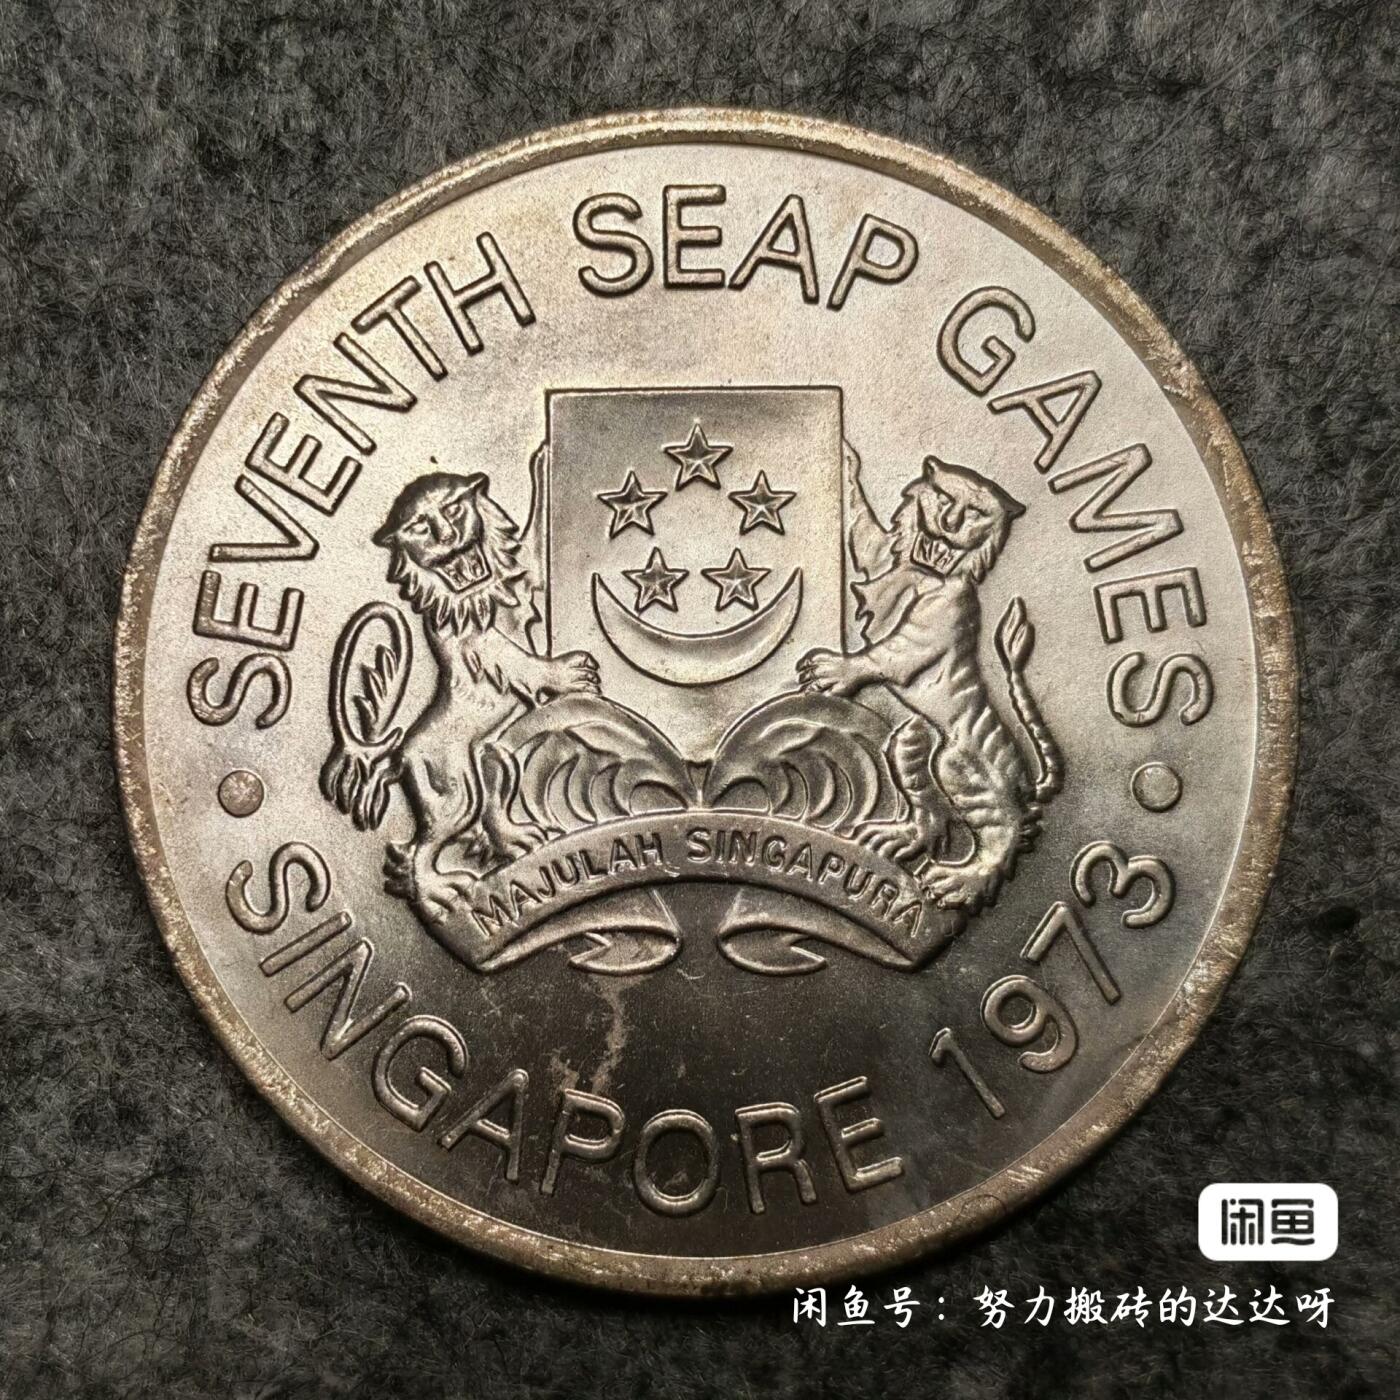 SEVENTH SEAP GAMES
MAJULAH SINGAPURA
• SINGAPORE 1973 •
闲鱼
闲鱼号：努力搬砖的达达呀